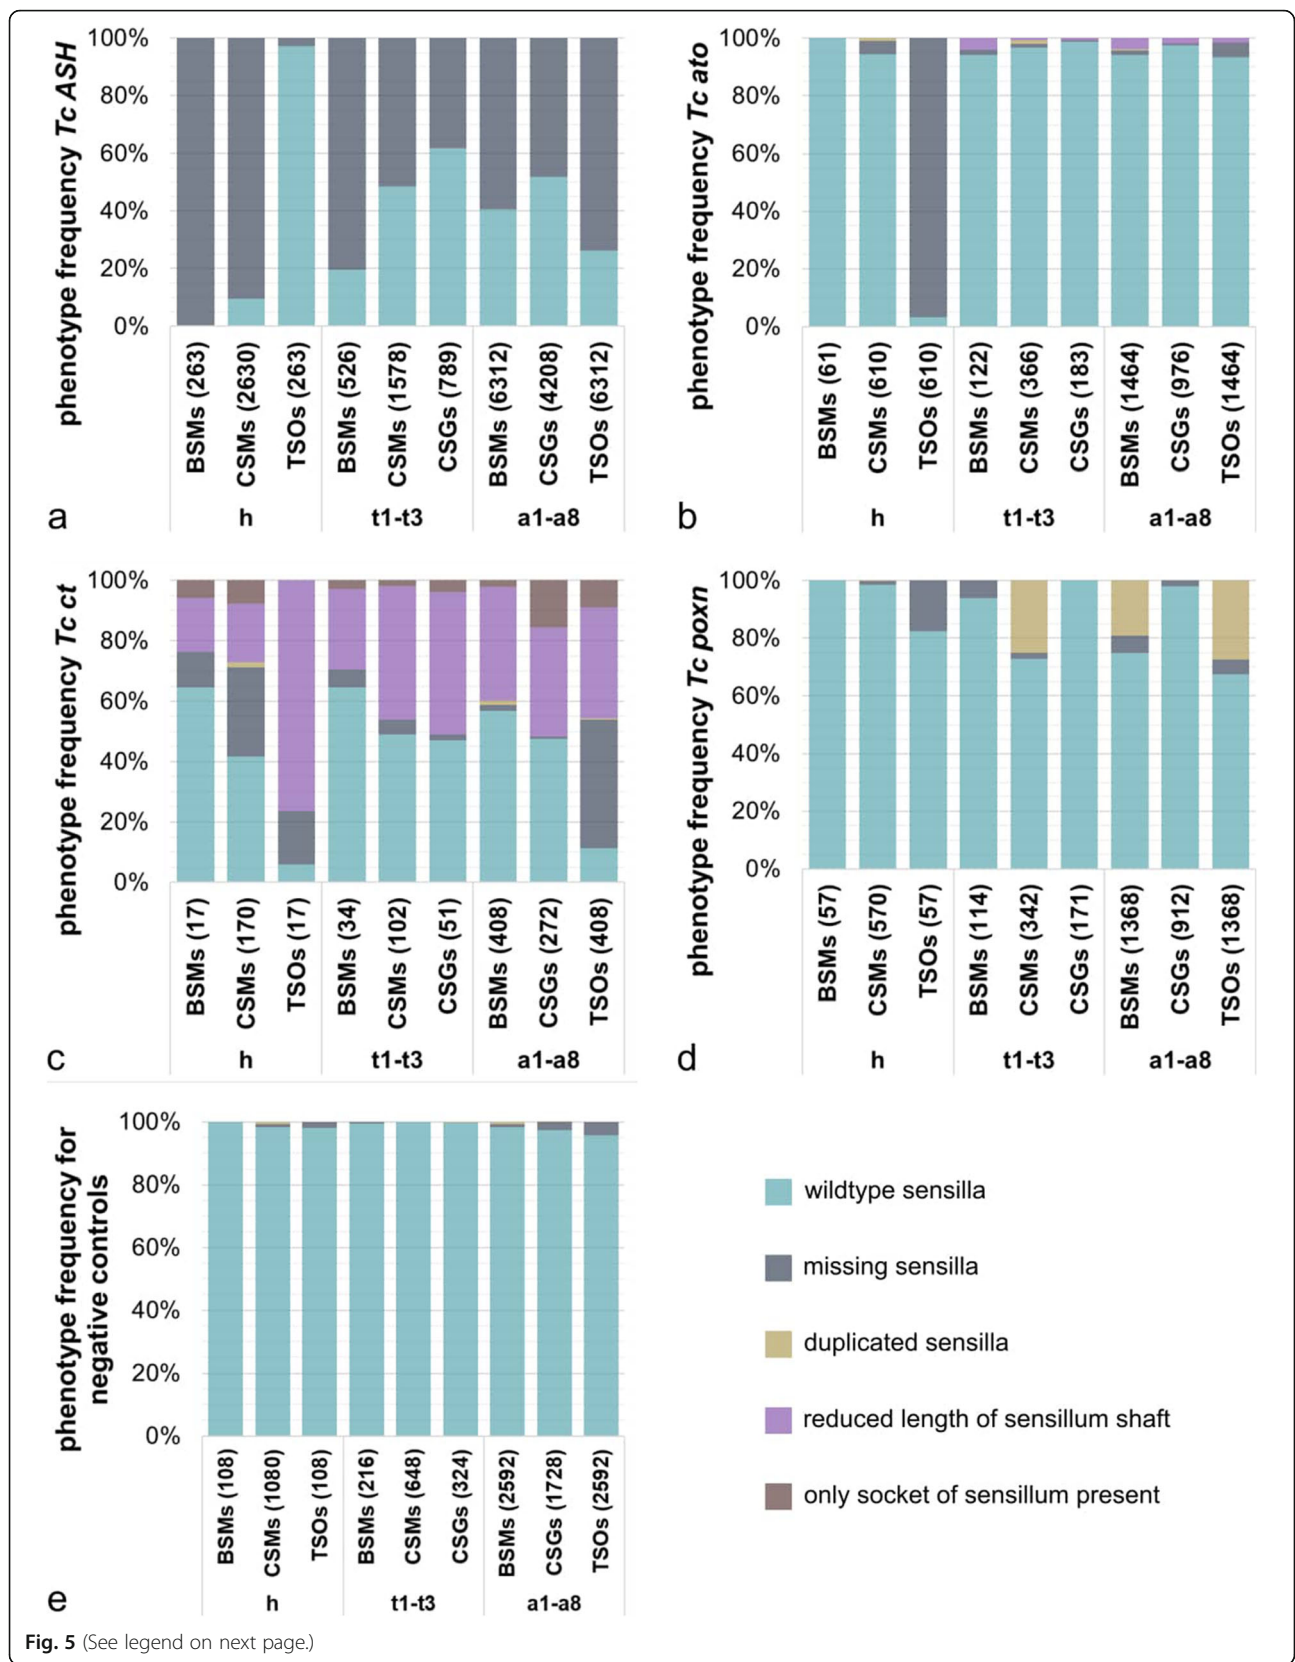 phenotype frequency Tc ASH
100%
80%
60%
40%
20%
0%
BSMs (263)
CSMs (2630)
TSOs (263)
BSMs (526)
CSMs (1578)
CSGs (789)
BSMs (6312)
CSGs (4208)
TSOs (6312)
h
t1-t3
a1-a8
a
phenotype frequency Tc ato
100%
80%
60%
40%
20%
0%
BSMs (61)
CSMs (610)
TSOs (610)
BSMs (122)
CSMs (366)
CSGs (183)
BSMs (1464)
CSGs (976)
TSOs (1464)
h
t1-t3
a1-a8
b
phenotype frequency Tc ct
100%
80%
60%
40%
20%
0%
BSMs (17)
CSMs (170)
TSOs (17)
BSMs (34)
CSMs (102)
CSGs (51)
BSMs (408)
CSGs (272)
TSOs (408)
h
t1-t3
a1-a8
c
phenotype frequency Tc poxn
100%
80%
60%
40%
20%
0%
BSMs (57)
CSMs (570)
TSOs (57)
BSMs (114)
CSMs (342)
CSGs (171)
BSMs (1368)
CSGs (912)
TSOs (1368)
h
t1-t3
a1-a8
d
phenotype frequency for
negative controls
100%
80%
60%
40%
20%
0%
BSMs (108)
CSMs (1080)
TSOs (108)
BSMs (216)
CSMs (648)
CSGs (324)
BSMs (2592)
CSGs (1728)
TSOs (2592)
h
t1-t3
a1-a8
e
wildtype sensilla
missing sensilla
duplicated sensilla
reduced length of sensillum shaft
only socket of sensillum present
Fig. 5 (See legend on next page.)